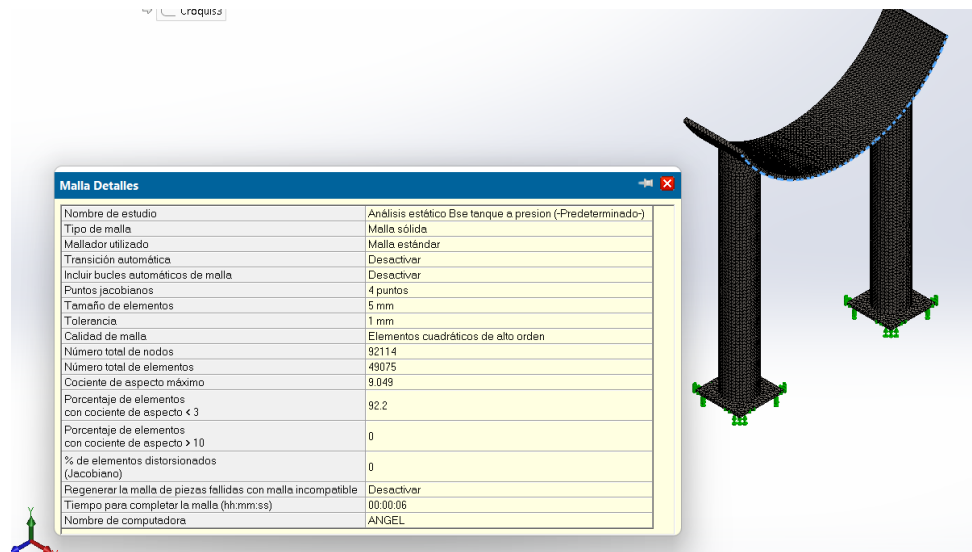 Croquis3
Malla Detalles
Nombre de estudio Análisis estático Bse tanque a presion (-Predeterminado-)
Tipo de malla Malla sólida
Mallador utilizado Malla estándar
Transición automática Desactivar
Incluir bucles automáticos de malla Desactivar
Puntos jacobianos 4 puntos
Tamaño de elementos 5 mm
Tolerancia 1 mm
Calidad de malla Elementos cuadráticos de alto orden
Número total de nodos 92114
Número total de elementos 49075
Cociente de aspecto máximo 9.049
Porcentaje de elementos
con cociente de aspecto < 3 92.2
Porcentaje de elementos
con cociente de aspecto > 10 0
% de elementos distorsionados
(Jacobiano) 0
Regenerar la malla de piezas fallidas con malla incompatible Desactivar
Tiempo para completar la malla (hh:mm:ss) 00:00:06
Nombre de computadora ANGEL
Y